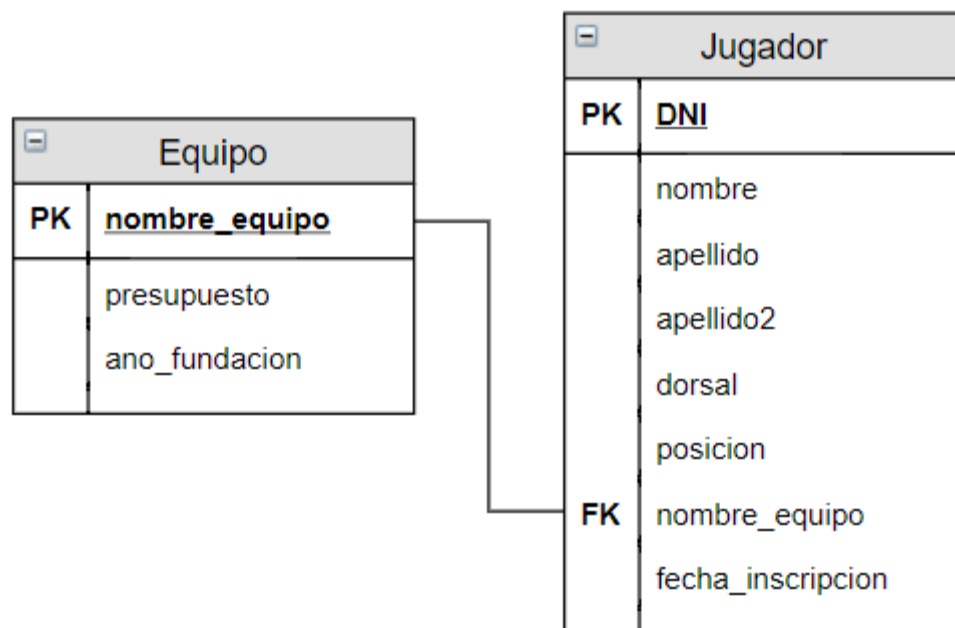 Equipo
PK nombre_equipo
presupuesto
ano_fundacion
Jugador
PK DNI
nombre
apellido
apellido2
dorsal
posicion
FK nombre_equipo
fecha_inscripcion